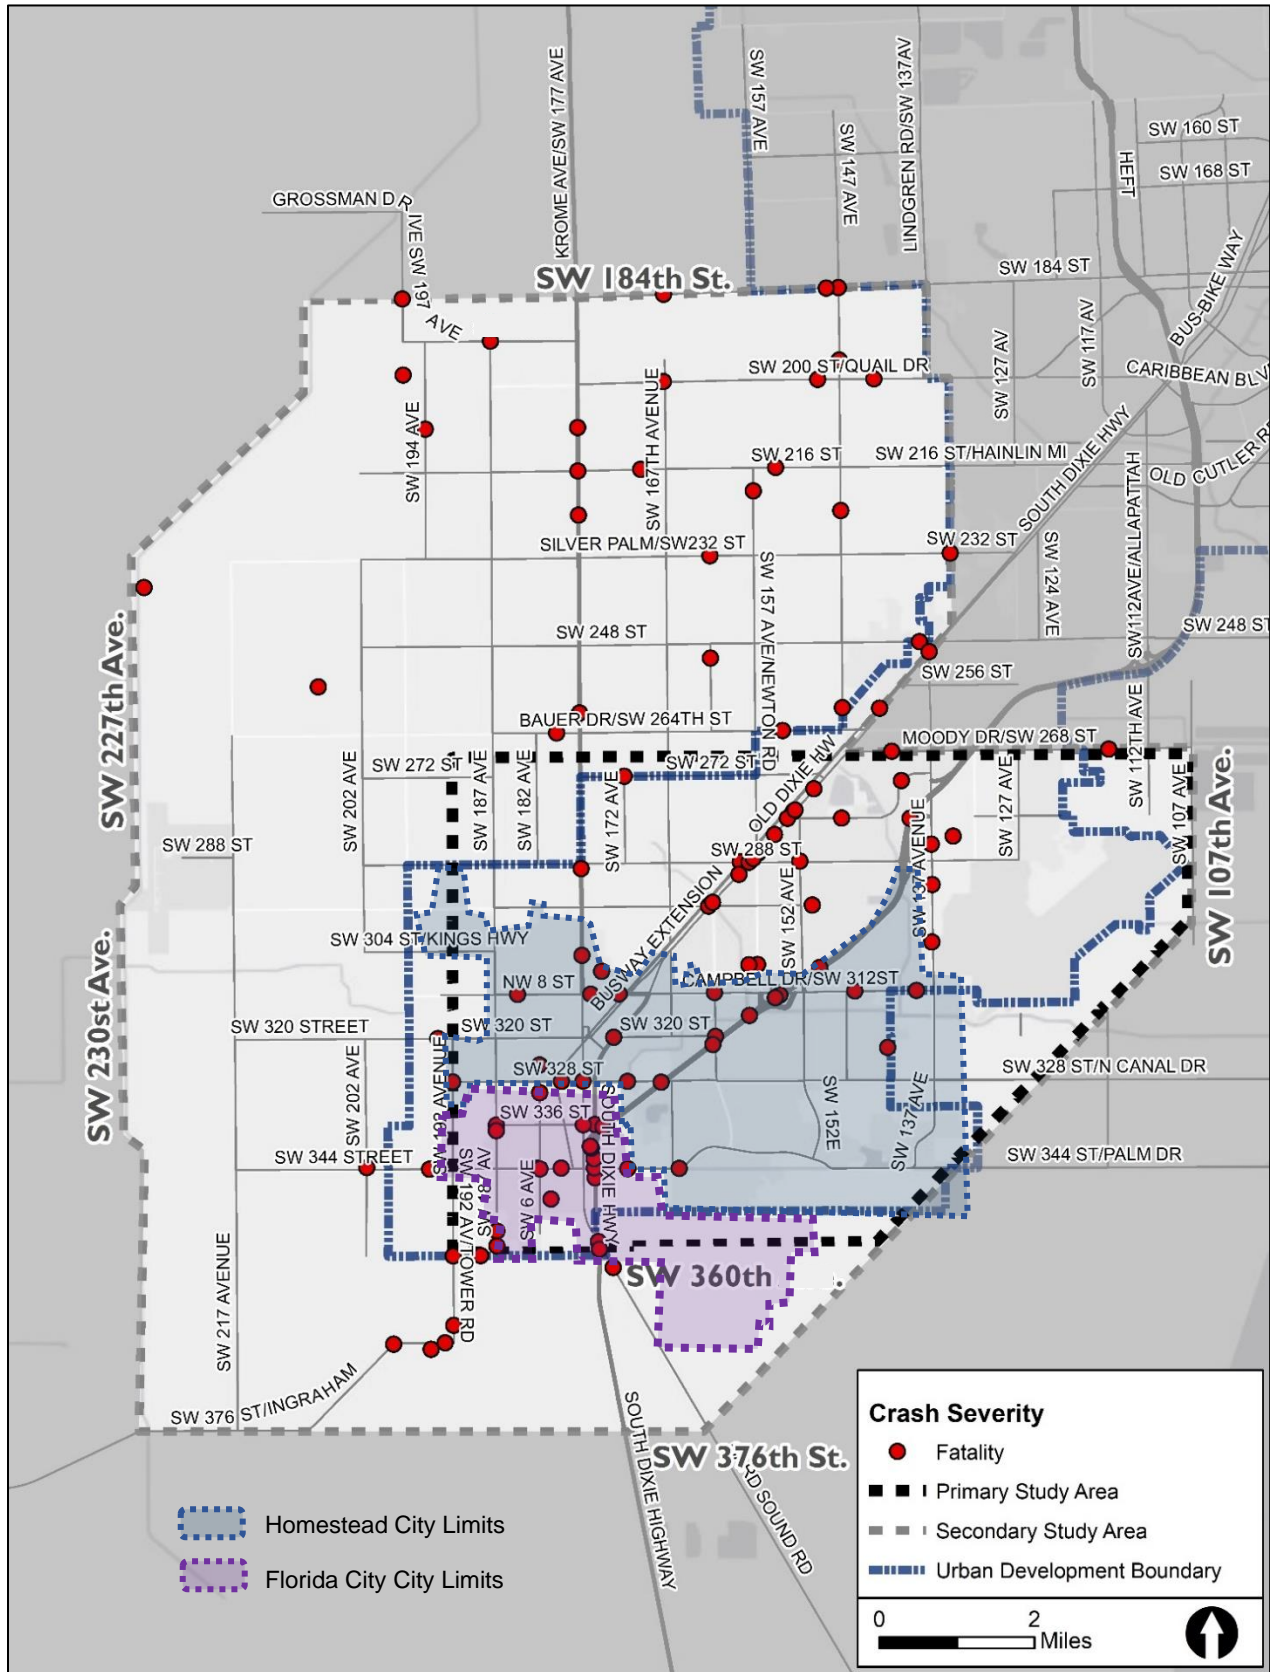 KROME AVE/SW 177 AVE
SW 157 AVE
LINDGREN RD/SW 137AV
SW 147 AVE
HEFT
SW 160 ST
SW 168 ST
GROSSMAN DR
IVE
SW 197
AVE
SW 184th St.
SW 184 ST
BUS-BIKE WAY
SW 127 AV
SW 117 AV
SW 200 ST/QUAIL DR
CARIBBEAN BLV
SW 194 AVE
SW 167TH AVENUE
SOUTH DIXIE HWY
SW 216 ST
SW 216 ST/HAINLIN MI
OLD CUTLER R
SILVER PALM/SW232 ST
SW 232 ST
SW 124 AVE
SW112AVE/ALLAPATTAH
SW 157 AVE/NEWTON RD
SW 248 ST
SW 248 ST
SW 256 ST
SW 227th Ave.
BAUER DR/SW 264TH ST
MOODY DR/SW 268 ST
SW 112TH AVE
SW 272 ST
SW 272 ST
OLD DIXIE HW
SW 202 AVE
SW 187 AVE
SW 182 AVE
SW 172 AVE
SW 127 AVE
SW 107 AVE
SW 107th Ave.
SW 288 ST
SW 288 ST
SW 137 AVENUE
SW 152 AVE
BUSWAY EXTENSION
SW 304 ST/KINGS HWY
SW 230st Ave.
NW 8 ST
CAMPBELL DR/SW 312ST
SW 320 STREET
SW 320 ST
SW 320 ST
SW 202 AVE
SW 328 ST
SW 328 ST/N CANAL DR
SW 152E
SW 137 AVE
SW 336 ST
SOUTH DIXIE HWY
SW 344 STREET
SW 344 ST/PALM DR
SW 192 AV/TOWER RD
SW 6 AVE
SW 217 AVENUE
SW 360th
SW 376 ST/INGRAHAM
SOUTH DIXIE HIGHWAY
SW 376th St.
RD SOUND RD
Crash Severity
Fatality
Primary Study Area
Secondary Study Area
Urban Development Boundary
0 2
Miles
Homestead City Limits
Florida City City Limits